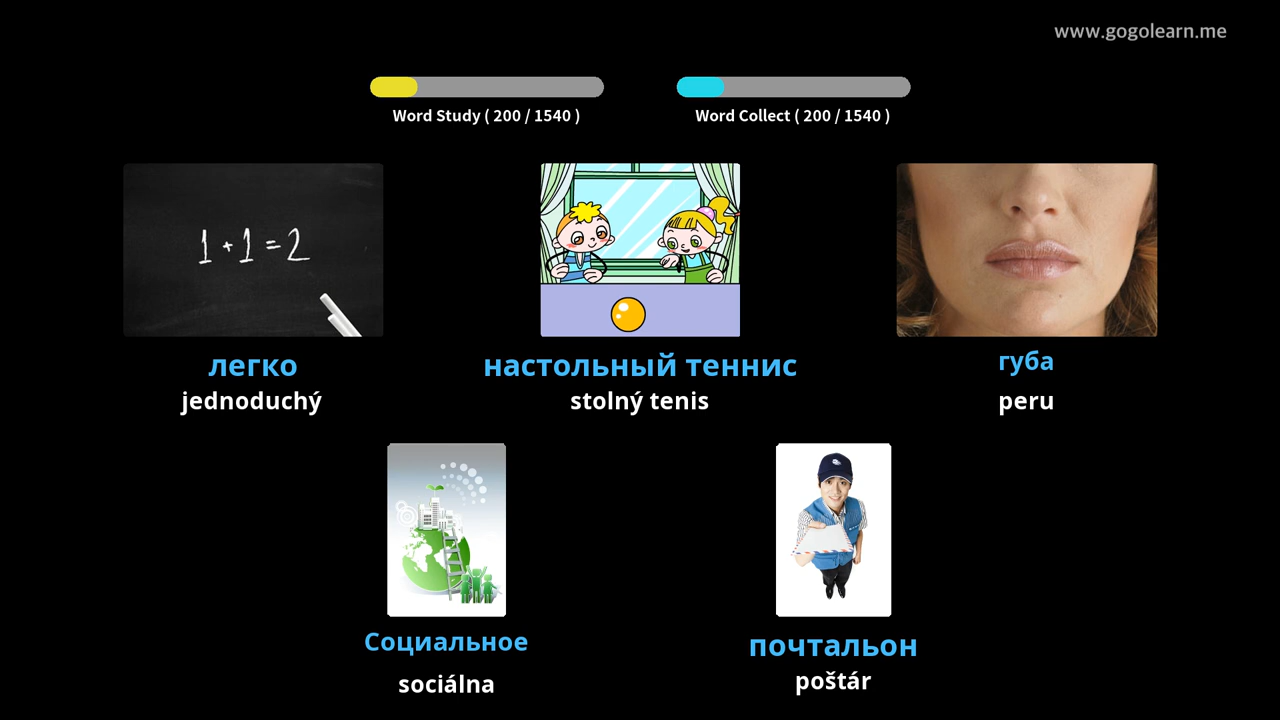 www.gogolearn.me
Word Study ( 200 / 1540 )
Word Collect ( 200 / 1540 )
1 + 1 = 2
легко
jednoduchý
настольный теннис
stolný tenis
губа
peru
Социальное
sociálna
почтальон
poštár